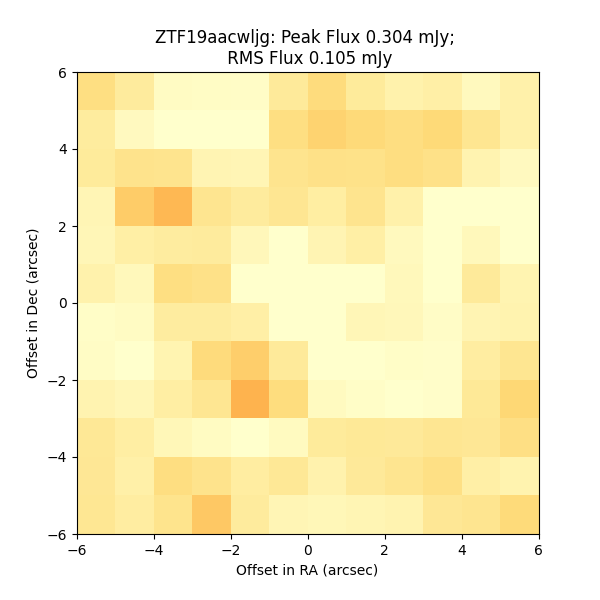 ZTF19aacwljg: Peak Flux 0.304 mJy;
RMS Flux 0.105 mJy
6
4
2
0
−2
−4
−6
Offset in Dec (arcsec)
−6 −4 −2 0 2 4 6
Offset in RA (arcsec)